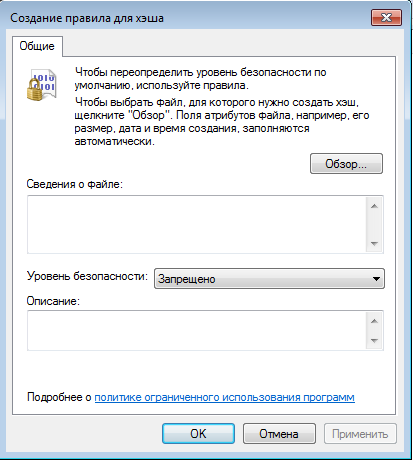 Создание правила для хэша
Общие
1010
0101
Чтобы переопределить уровень безопасности по
умолчанию, используйте правила.
Чтобы выбрать файл, для которого нужно создать хэш,
щелкните "Обзор". Поля атрибутов файла, например, его
размер, дата и время создания, заполняются
автоматически.
Обзор...
Сведения о файле:
Уровень безопасности: Запрещено
Описание:
Подробнее о политике ограниченного использования программ
OK Отмена Применить